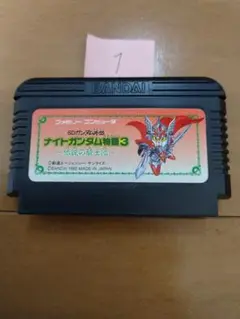 1
BANDAI
ファミリーコンピュータ
SDガンダム外伝
ナイトガンダム物語3
伝説の騎士団
MADE IN JAPAN